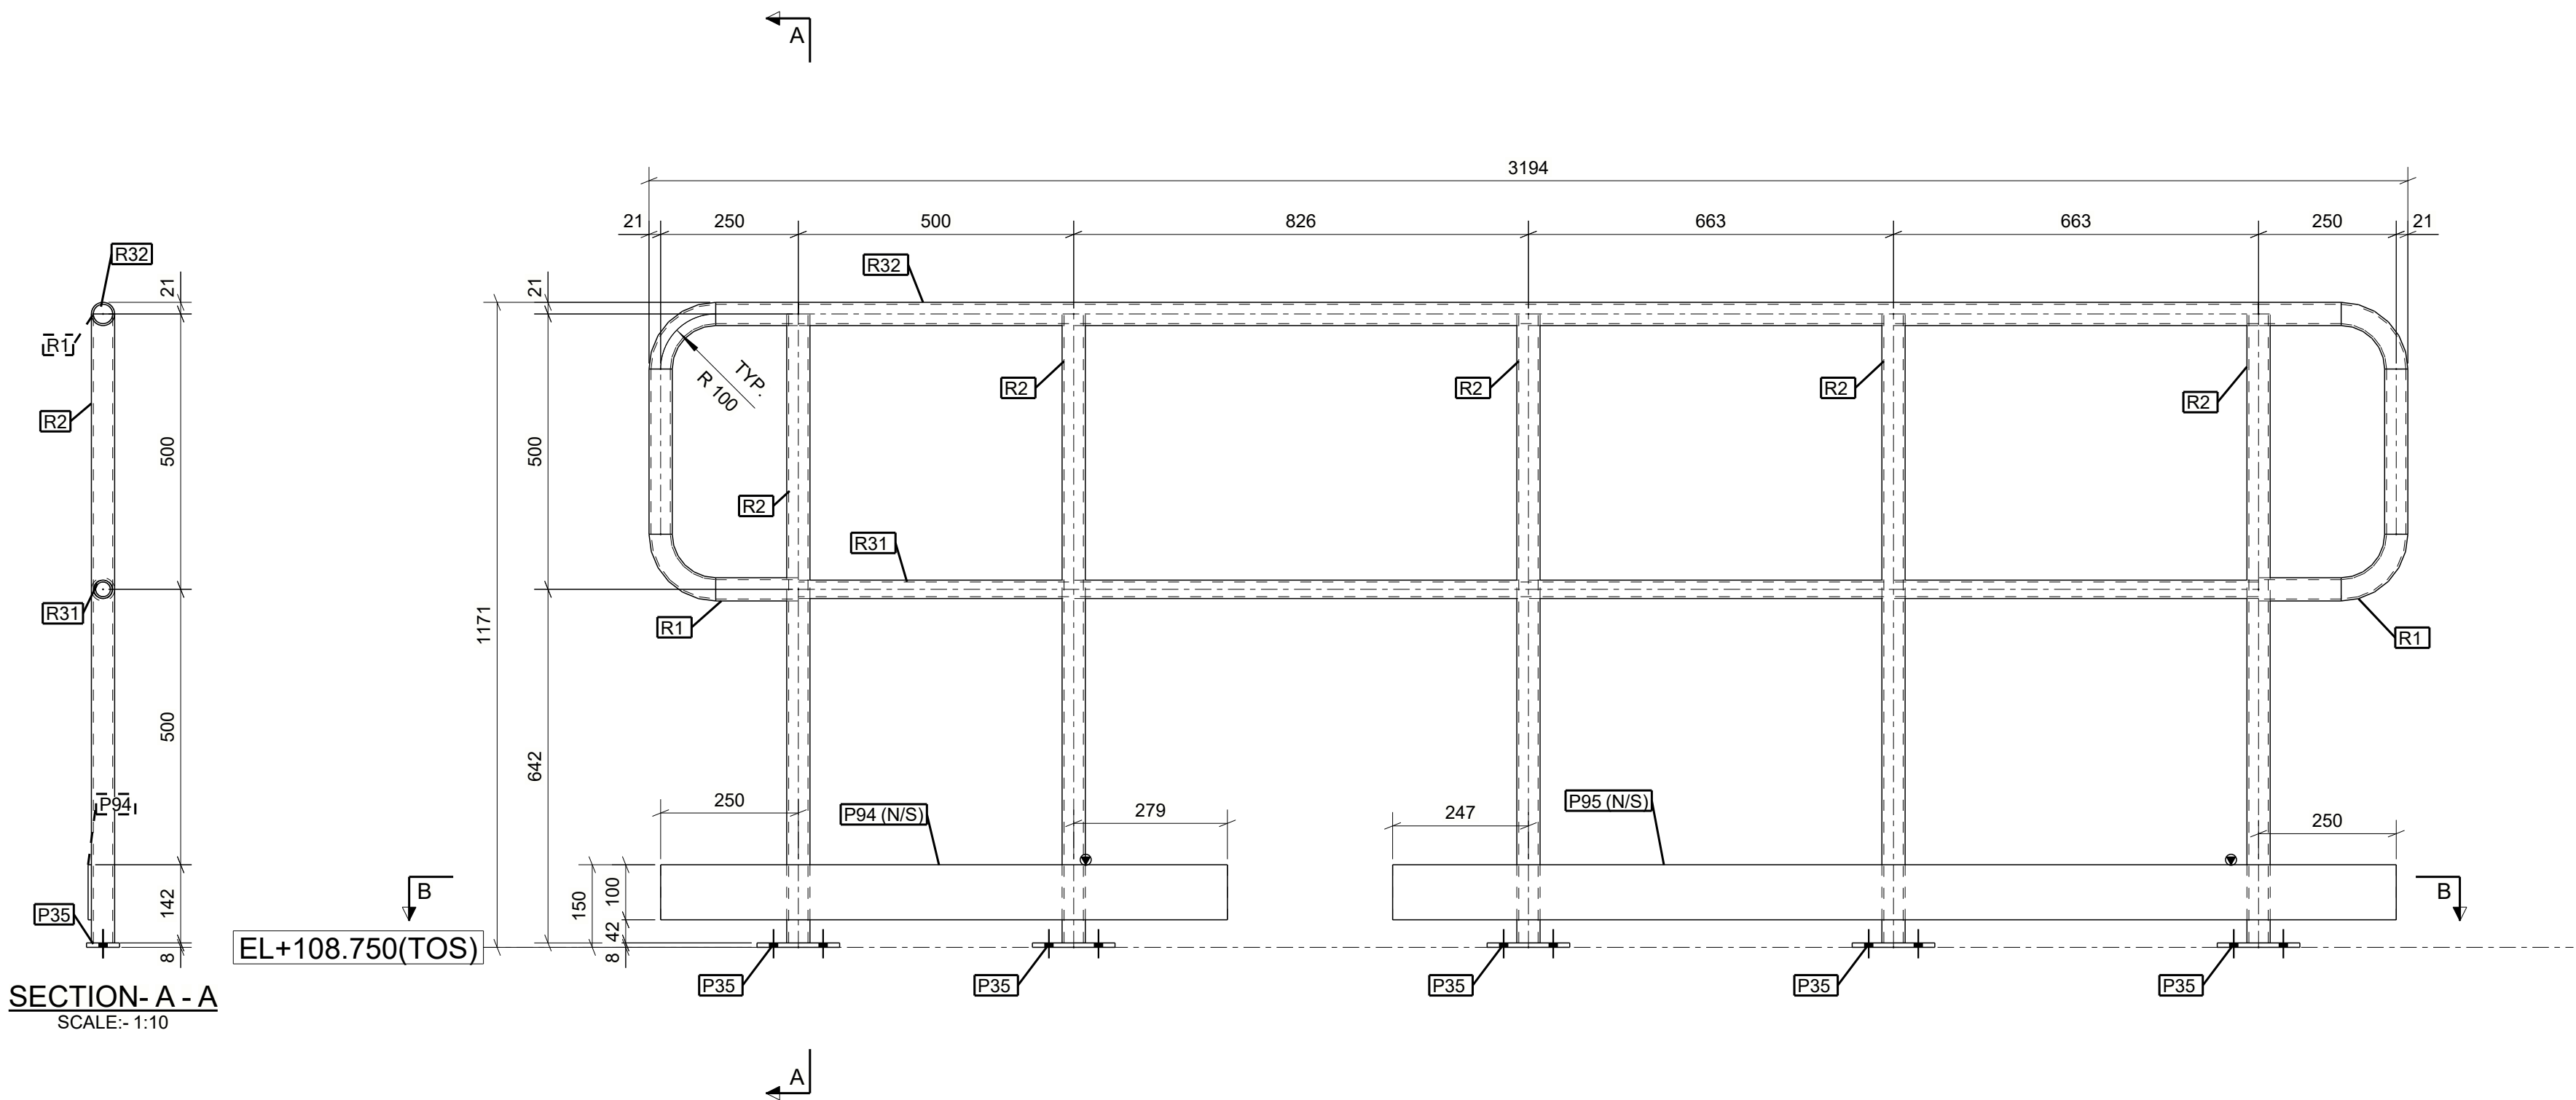 A
3194
21 250 500 826 663 663 250 21
R32
R32
21
21
R1
TYP.
R 100
R2
R2
R2
R2
R2
500
500
R2
R31
R31
1171
R1
R1
500
642
P94
250
P94 (N/S)
279
247
P95 (N/S)
250
142
150
100
42
8
8
P35
B
B
EL+108.750(TOS)
P35
P35
P35
P35
P35
SECTION- A - A
SCALE:- 1:10
A